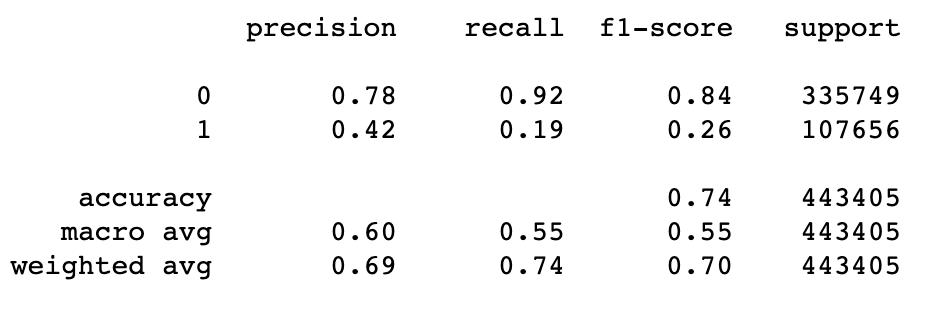 precision recall f1-score support
0 0.78 0.92 0.84 335749
1 0.42 0.19 0.26 107656
accuracy 0.74 443405
macro avg 0.60 0.55 0.55 443405
weighted avg 0.69 0.74 0.70 443405